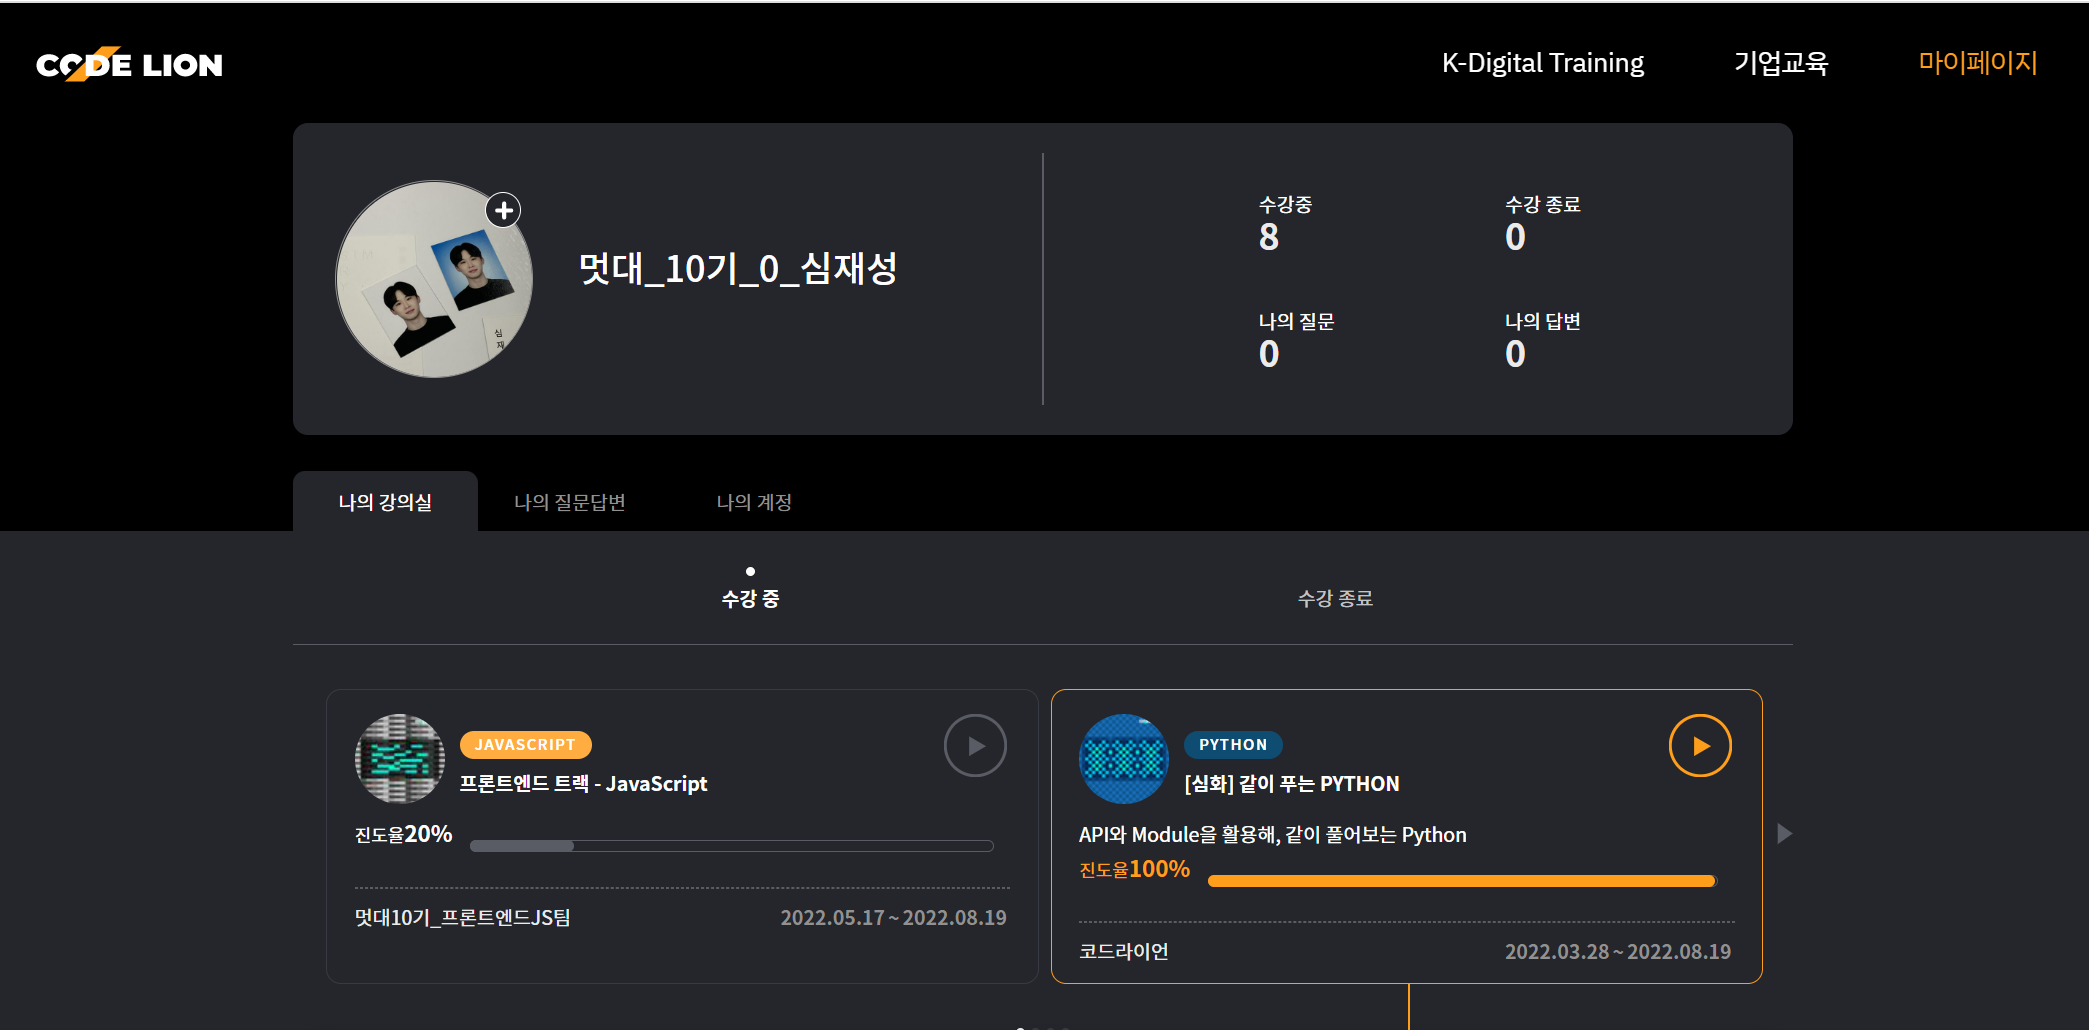 CODE LION
K-Digital Training
기업교육
마이페이지
심
재
멋대_10기_0_심재성
수강중
8
수강 종료
0
나의 질문
0
나의 답변
0
나의 강의실
나의 질문답변
나의 계정
수강 중
수강 종료
JAVASCRIPT
프론트엔드 트랙 - JavaScript
진도율20%
멋대10기_프론트엔드JS팀
2022.05.17 ~ 2022.08.19
PYTHON
[심화] 같이 푸는 PYTHON
API와 Module을 활용해, 같이 풀어보는 Python
진도율100%
코드라이언
2022.03.28 ~ 2022.08.19